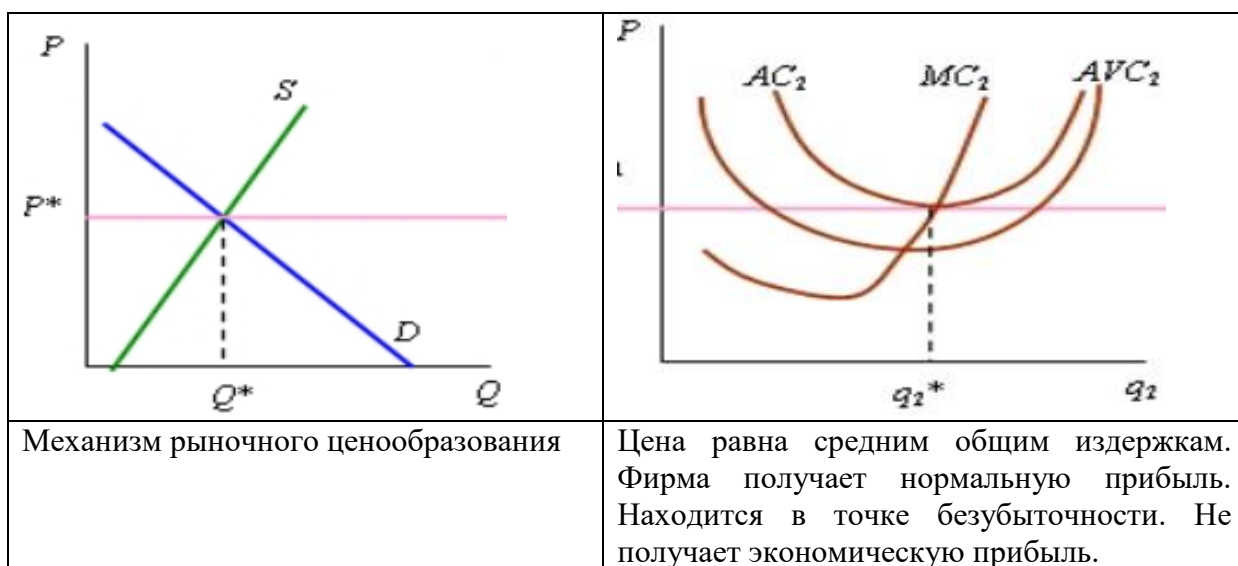 P
S
P*
D
Q*
Q
P
AC₂
MC₂
AVC₂
q₂*
q₂
Механизм рыночного ценообразования
Цена равна средним общим издержкам.
Фирма получает нормальную прибыль.
Находится в точке безубыточности. Не
получает экономическую прибыль.